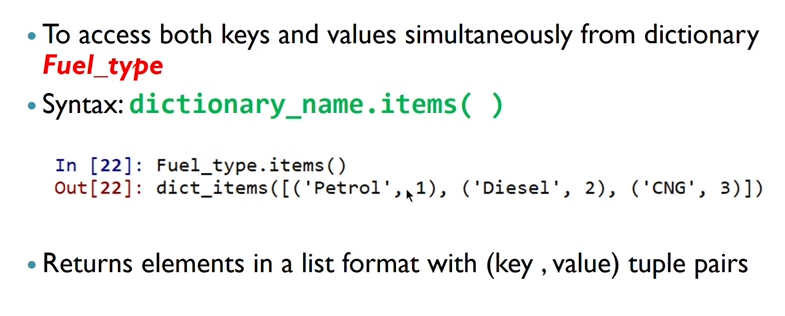 • To access both keys and values simultaneously from dictionary
Fuel_type
• Syntax: dictionary_name.items( )
In [22]: Fuel_type.items()
Out[22]: dict_items([('Petrol', 1), ('Diesel', 2), ('CNG', 3)])
• Returns elements in a list format with (key , value) tuple pairs